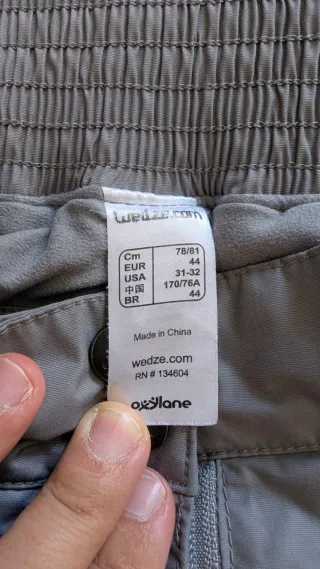 wedze.com
Cm 78/81
EUR 44
USA 31-32
中国 170/76A
BR 44
Made in China
wedze.com
RN # 134604
oxylane